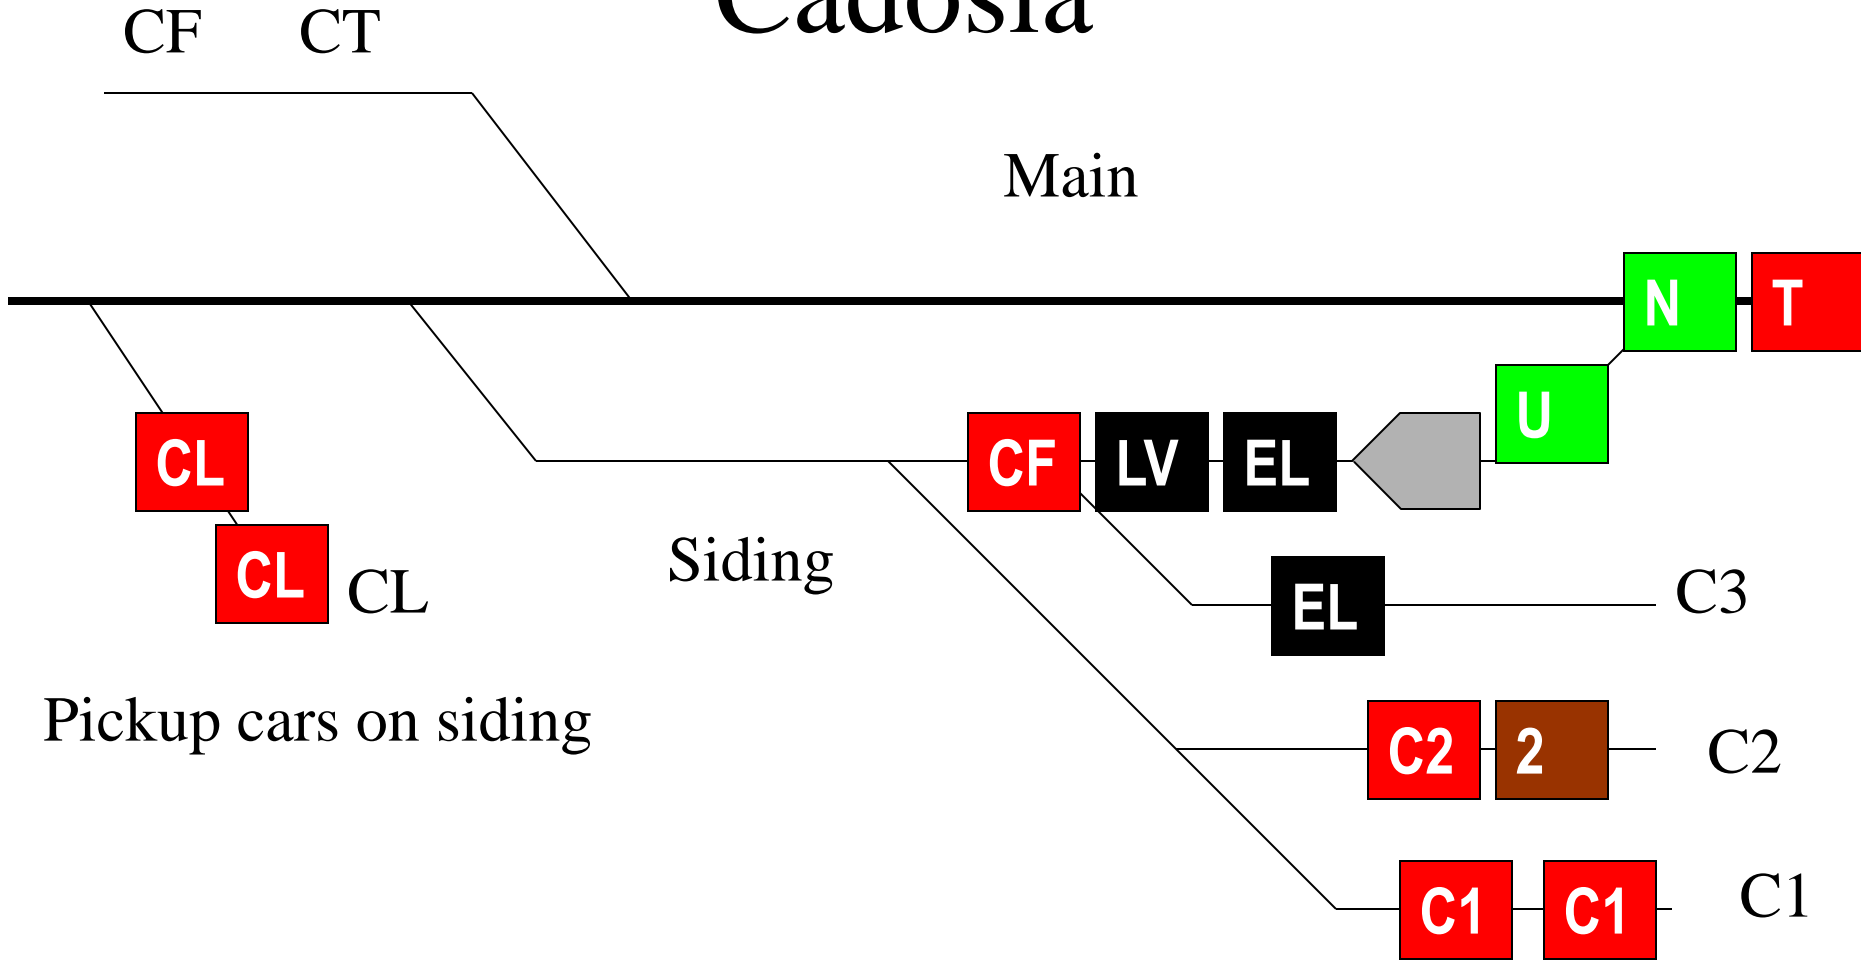 Cadosia
CF CT
Main
N T
U
CL CF LV EL
CL CL
Siding
EL C3
Pickup cars on siding
C2 2 C2
C1 C1 C1